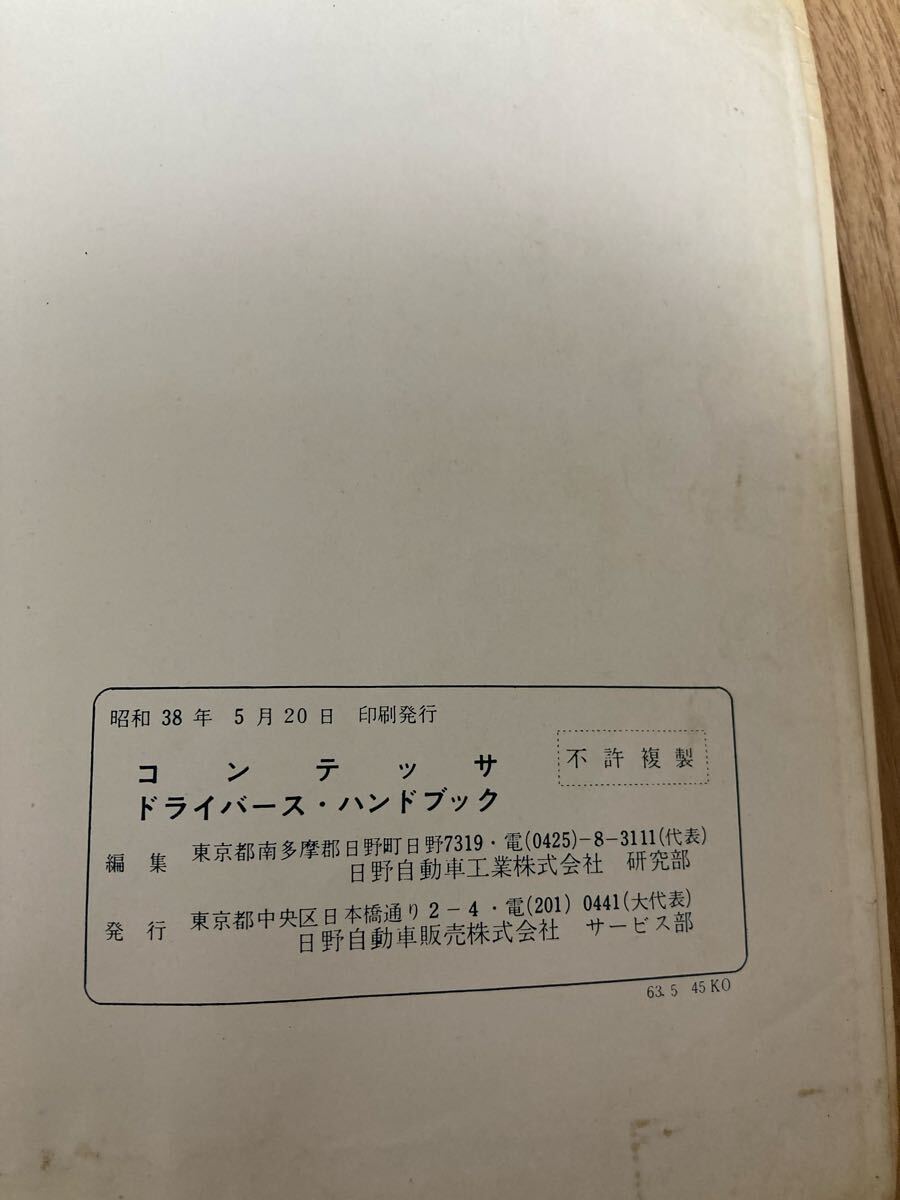 昭和 38 年 5 月 20 日 印刷発行
不許複製
コンテッサ
ドライバース・ハンドブック
編集 東京都南多摩郡日野町日野7319・電(0425)-8-3111(代表)
日野自動車工業株式会社 研究部
発行 東京都中央区日本橋通り2-4・電(201) 0441(大代表)
日野自動車販売株式会社 サービス部
63. 5 45 KO